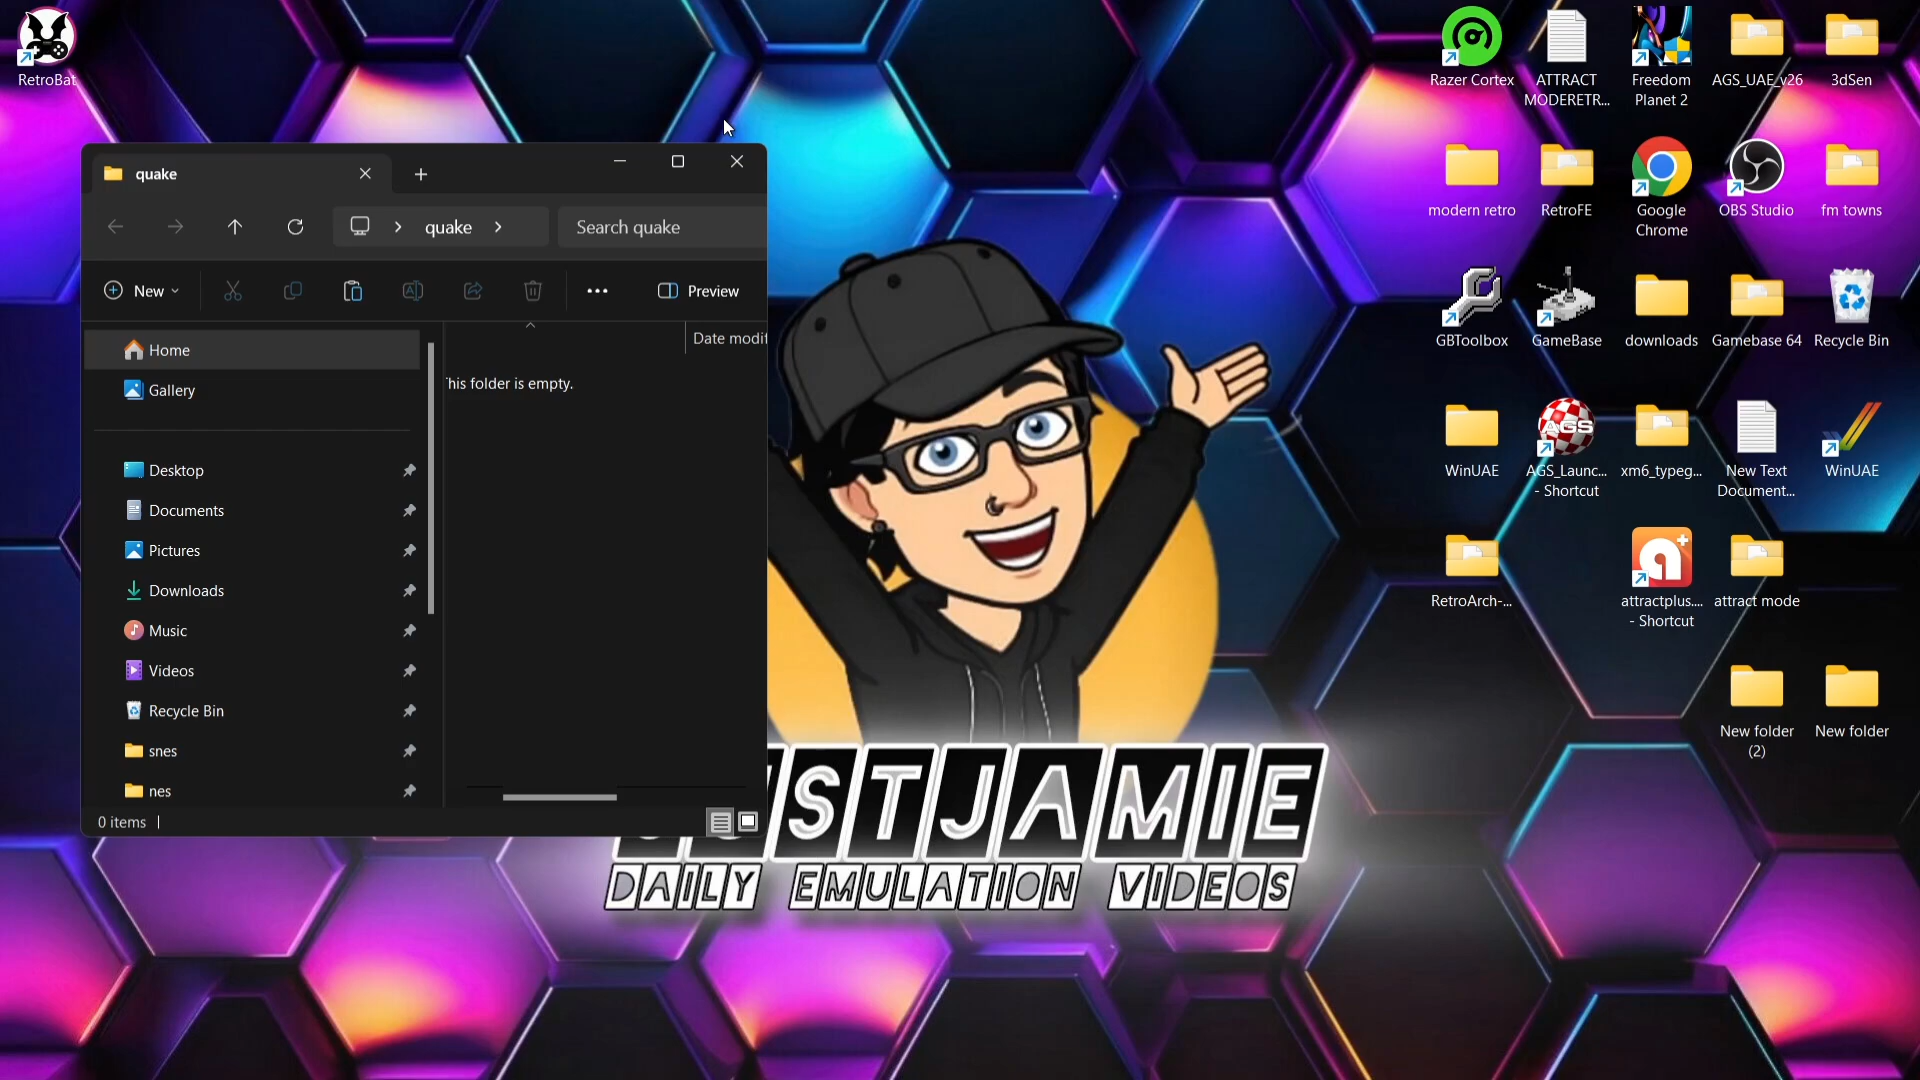 RetroBat
quake
quake
Search quake
New
Preview
Date modif
his folder is empty.
Home
Gallery
Desktop
Documents
Pictures
Downloads
Music
Videos
Recycle Bin
snes
nes
0 items
STJAMIE
DAILY EMULATION VIDEOS
Razer Cortex
ATTRACT
MODERETR...
Freedom
Planet 2
AGS_UAE_v26
3dSen
modern retro
RetroFE
Google
Chrome
OBS Studio
fm towns
GBToolbox
GameBase
downloads
Gamebase 64
Recycle Bin
WinUAE
AGS
AGS_Launc...
- Shortcut
xm6_typeg...
New Text
Document...
WinUAE
RetroArch-...
attractplus....
- Shortcut
attract mode
New folder
(2)
New folder